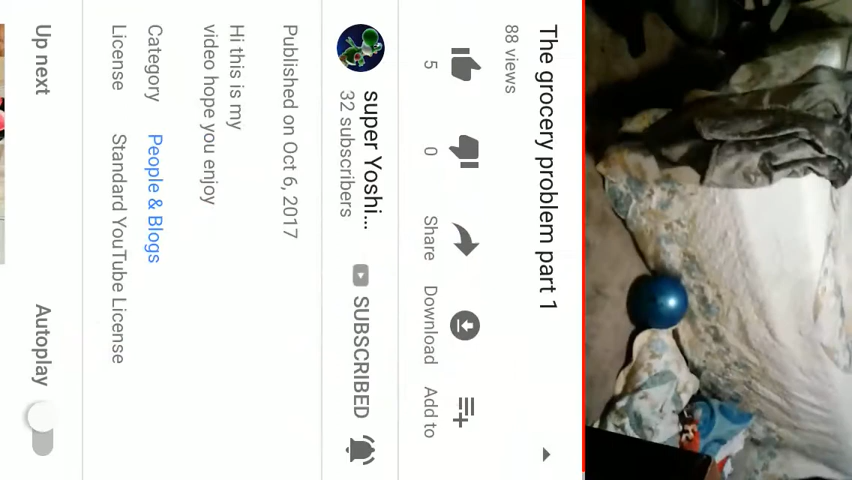 The grocery problem part 1
88 views
5
0
Share
Download
Add to
super Yoshi...
32 subscribers
SUBSCRIBED
Published on Oct 6, 2017
Hi this is my
video hope you enjoy
Category People & Blogs
License Standard YouTube License
Up next
Autoplay